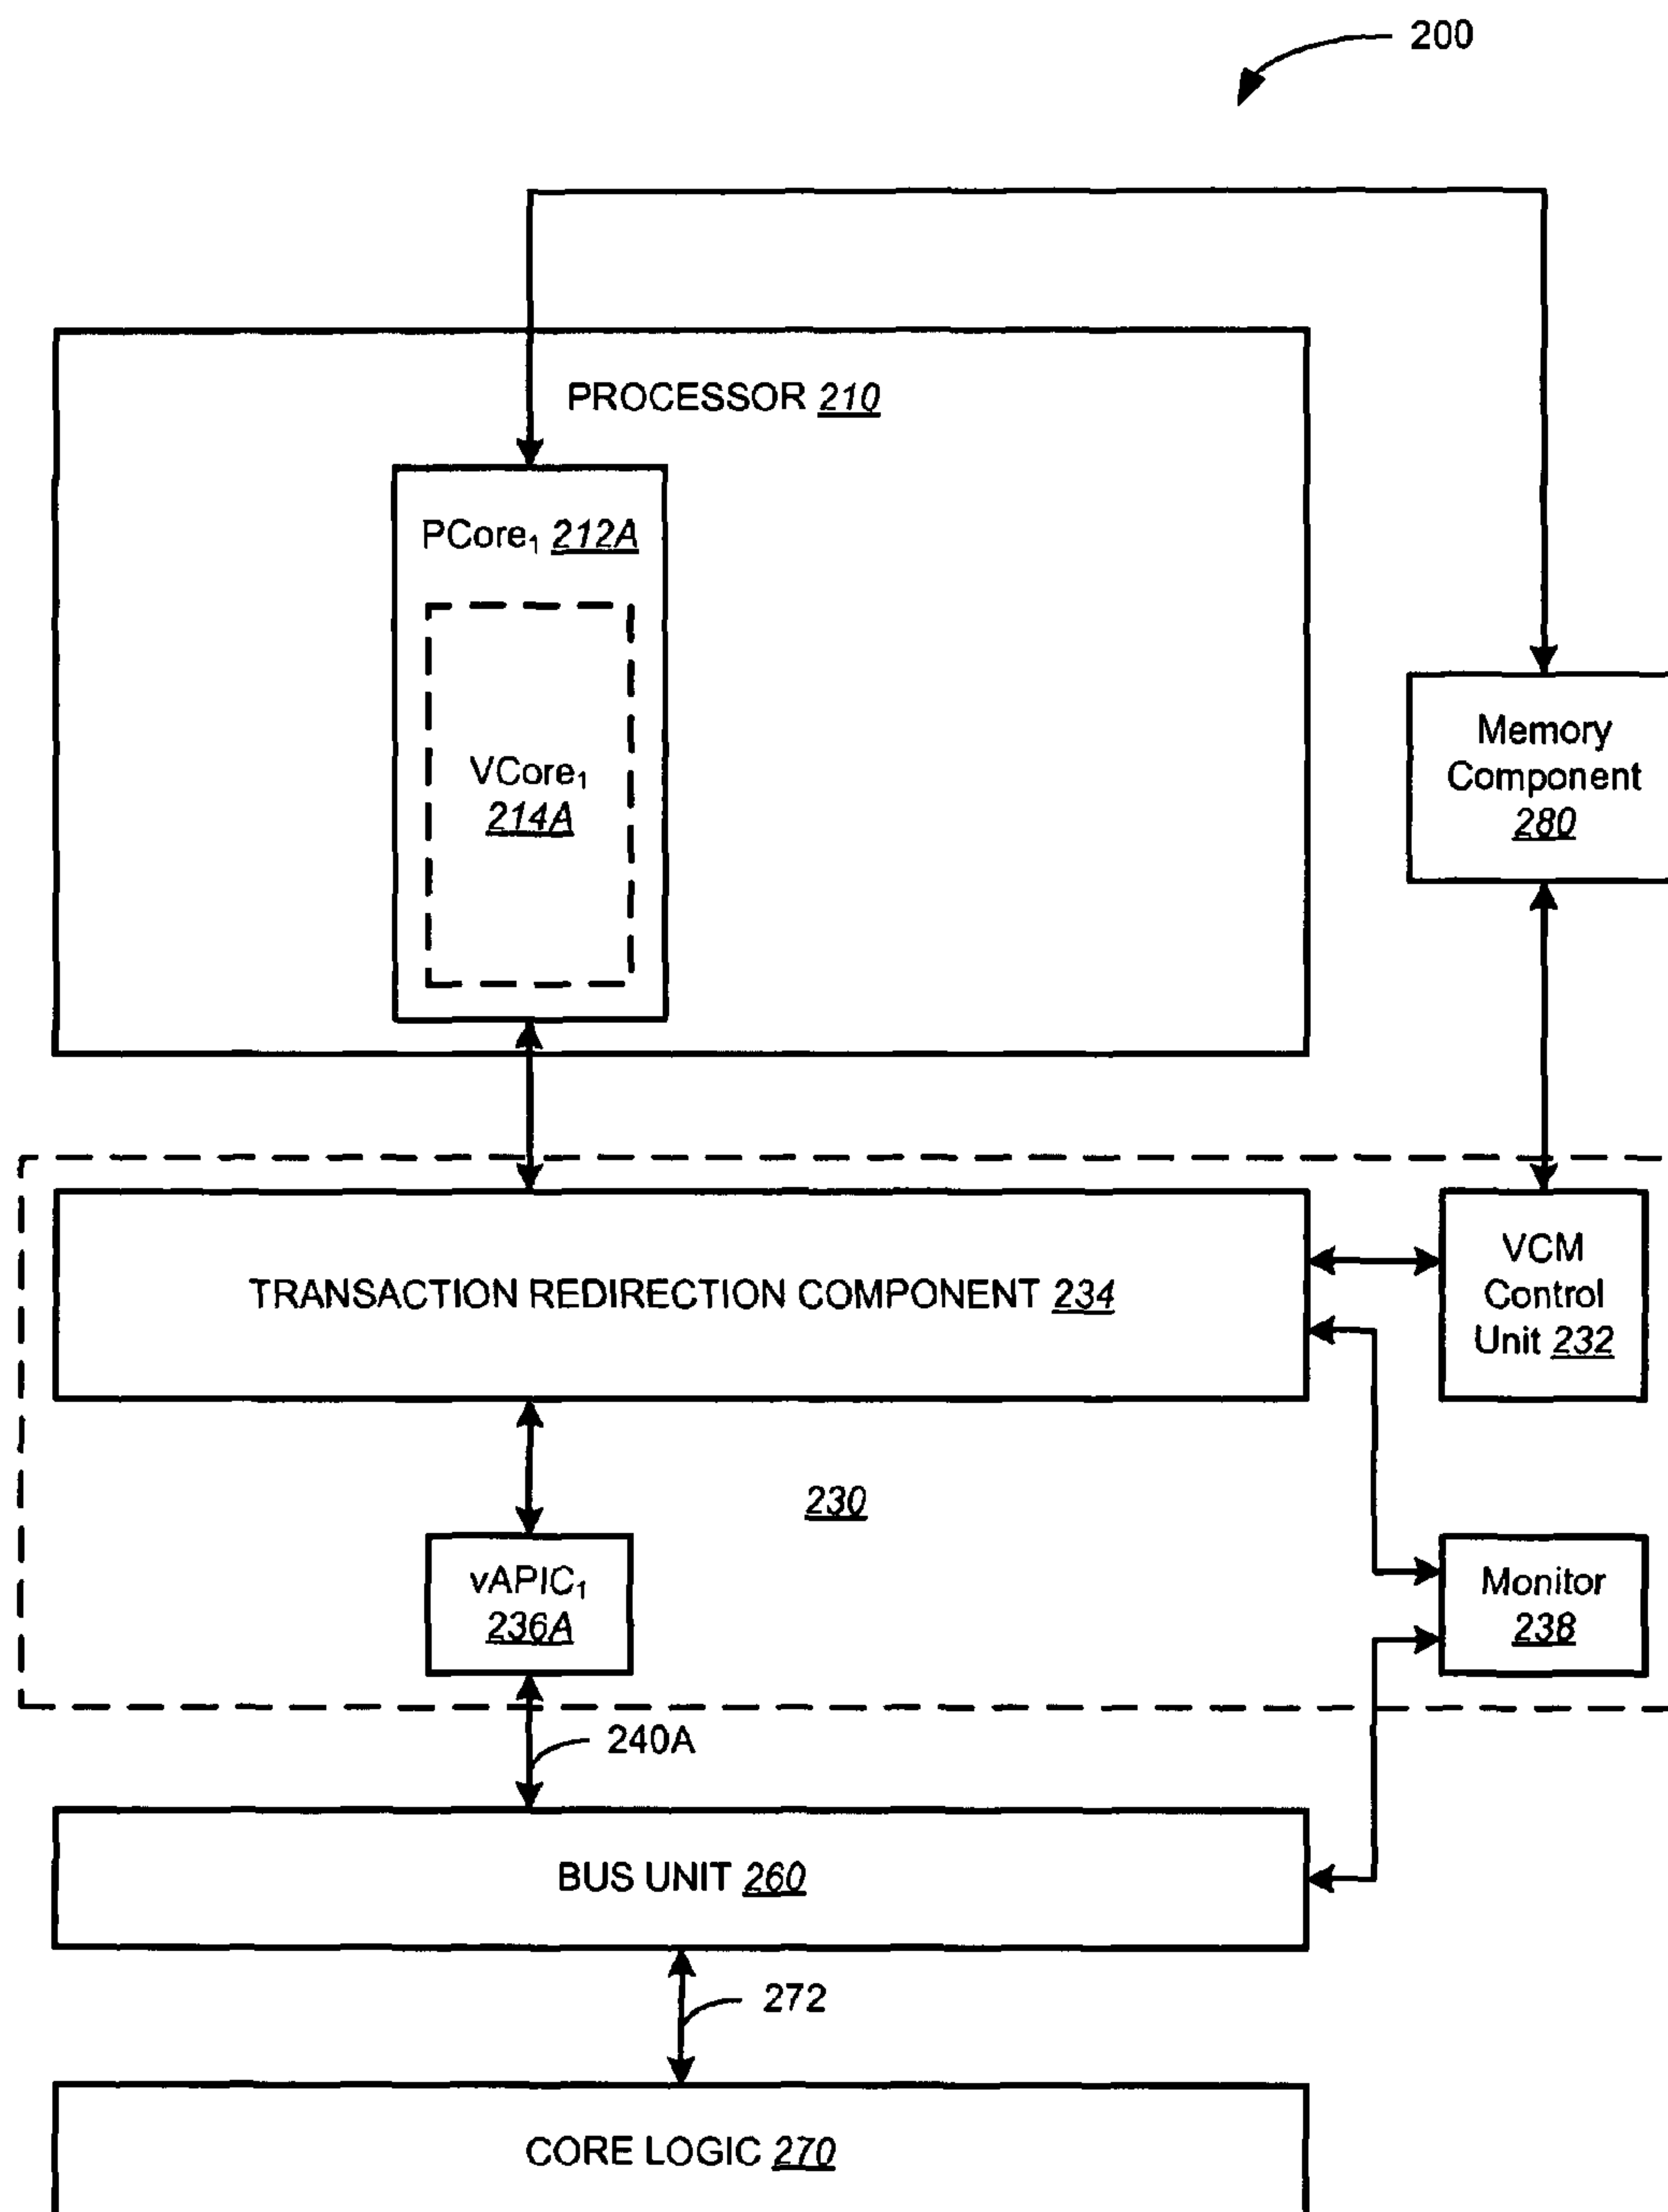 200
PROCESSOR 210
PCore₁ 212A
VCore₁
214A
Memory
Component
280
TRANSACTION REDIRECTION COMPONENT 234
VCM
Control
Unit 232
230
vAPIC₁
236A
Monitor
238
240A
BUS UNIT 260
272
CORE LOGIC 270